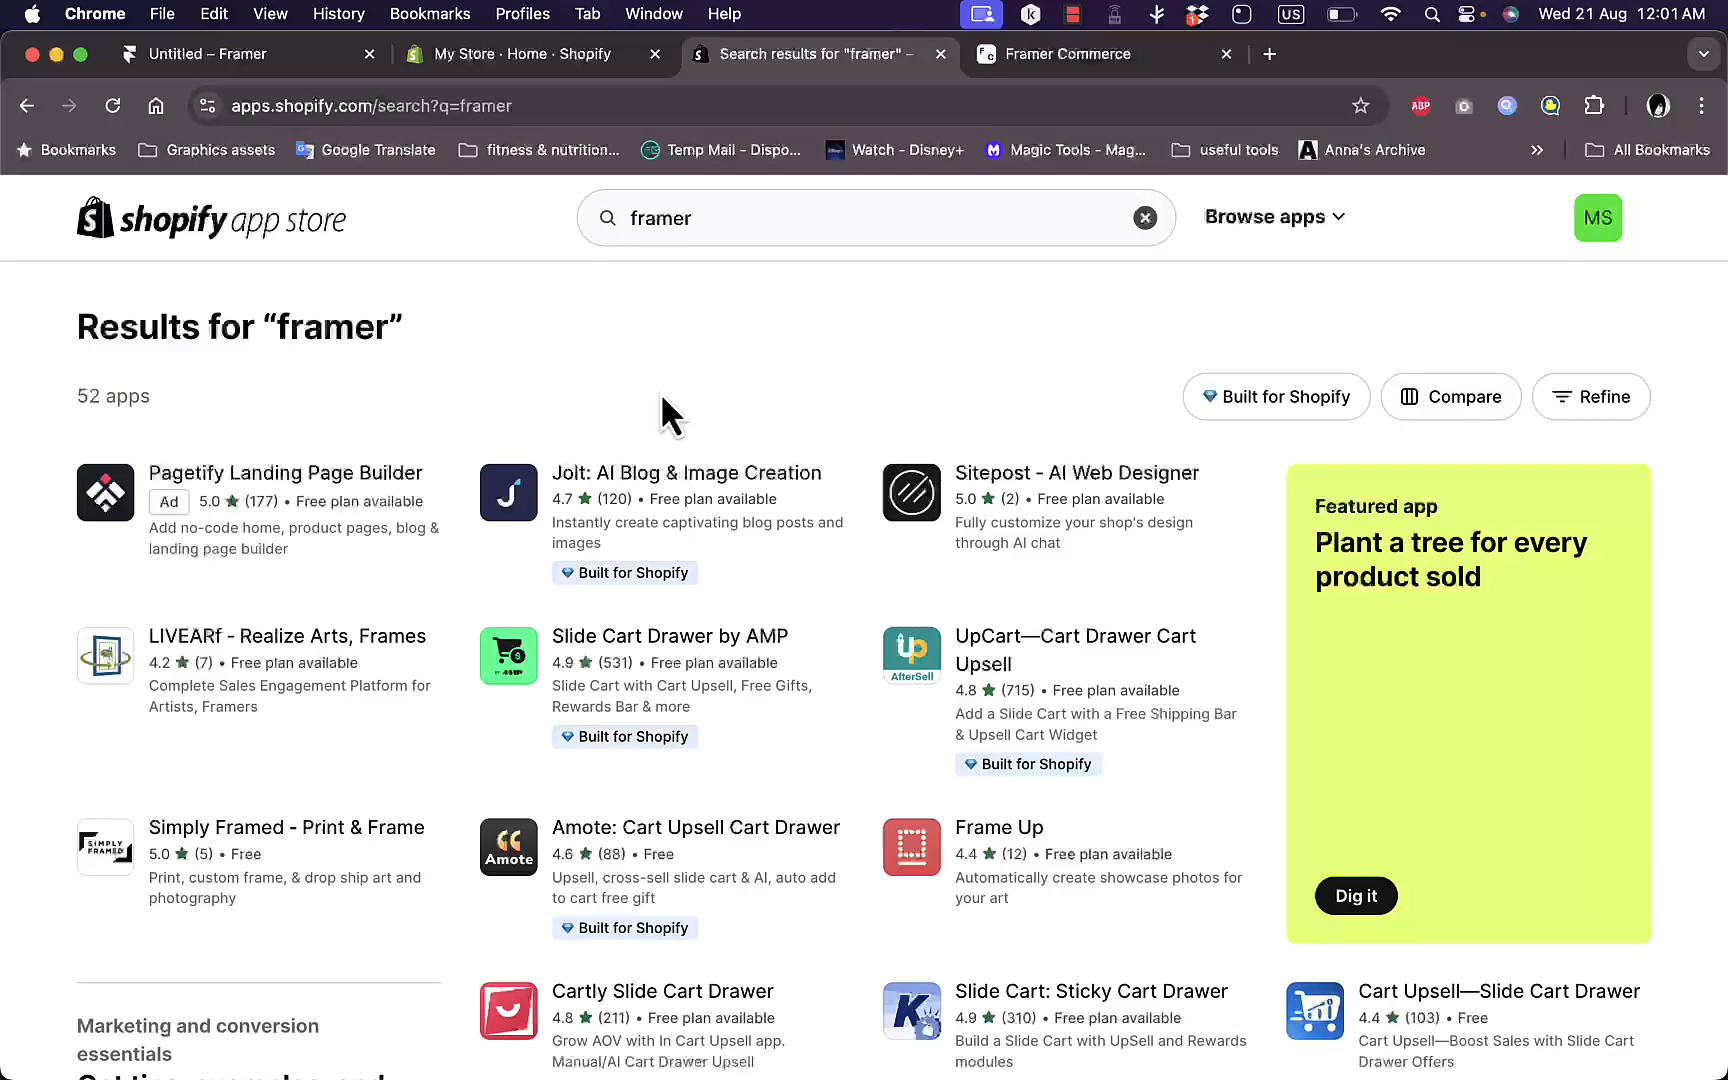 Chrome File Edit View History Bookmarks Profiles Tab Window Help US Wed 21 Aug 12:01 AM
Untitled – Framer My Store · Home · Shopify Search results for "framer" – Framer Commerce
apps.shopify.com/search?q=framer ABP
Bookmarks Graphics assets Google Translate fitness & nutrition... Temp Mail - Dispo... Watch - Disney+ Magic Tools - Mag... useful tools Anna's Archive All Bookmarks
shopify app store framer Browse apps MS
Results for “framer”
52 apps Built for Shopify Compare Refine
Pagetify Landing Page Builder
Ad 5.0 (177) • Free plan available
Add no-code home, product pages, blog &
landing page builder
Jolt: AI Blog & Image Creation
4.7 (120) • Free plan available
Instantly create captivating blog posts and
images
Built for Shopify
Sitepost - AI Web Designer
5.0 (2) • Free plan available
Fully customize your shop's design
through AI chat
Featured app
Plant a tree for every
product sold
Dig it
LIVEARf - Realize Arts, Frames
4.2 (7) • Free plan available
Complete Sales Engagement Platform for
Artists, Framers
Slide Cart Drawer by AMP
4.9 (531) • Free plan available
Slide Cart with Cart Upsell, Free Gifts,
Rewards Bar & more
Built for Shopify
up
AfterSell
UpCart—Cart Drawer Cart
Upsell
4.8 (715) • Free plan available
Add a Slide Cart with a Free Shipping Bar
& Upsell Cart Widget
Built for Shopify
SIMPLY
FRAMED
Simply Framed - Print & Frame
5.0 (5) • Free
Print, custom frame, & drop ship art and
photography
Amote
Amote: Cart Upsell Cart Drawer
4.6 (88) • Free
Upsell, cross-sell slide cart & AI, auto add
to cart free gift
Built for Shopify
Frame Up
4.4 (12) • Free plan available
Automatically create showcase photos for
your art
Marketing and conversion
essentials
Cartly Slide Cart Drawer
4.8 (211) • Free plan available
Grow AOV with In Cart Upsell app.
Manual/AI Cart Drawer Upsell
K
Slide Cart: Sticky Cart Drawer
4.9 (310) • Free plan available
Build a Slide Cart with UpSell and Rewards
modules
Cart Upsell—Slide Cart Drawer
4.4 (103) • Free
Cart Upsell—Boost Sales with Slide Cart
Drawer Offers